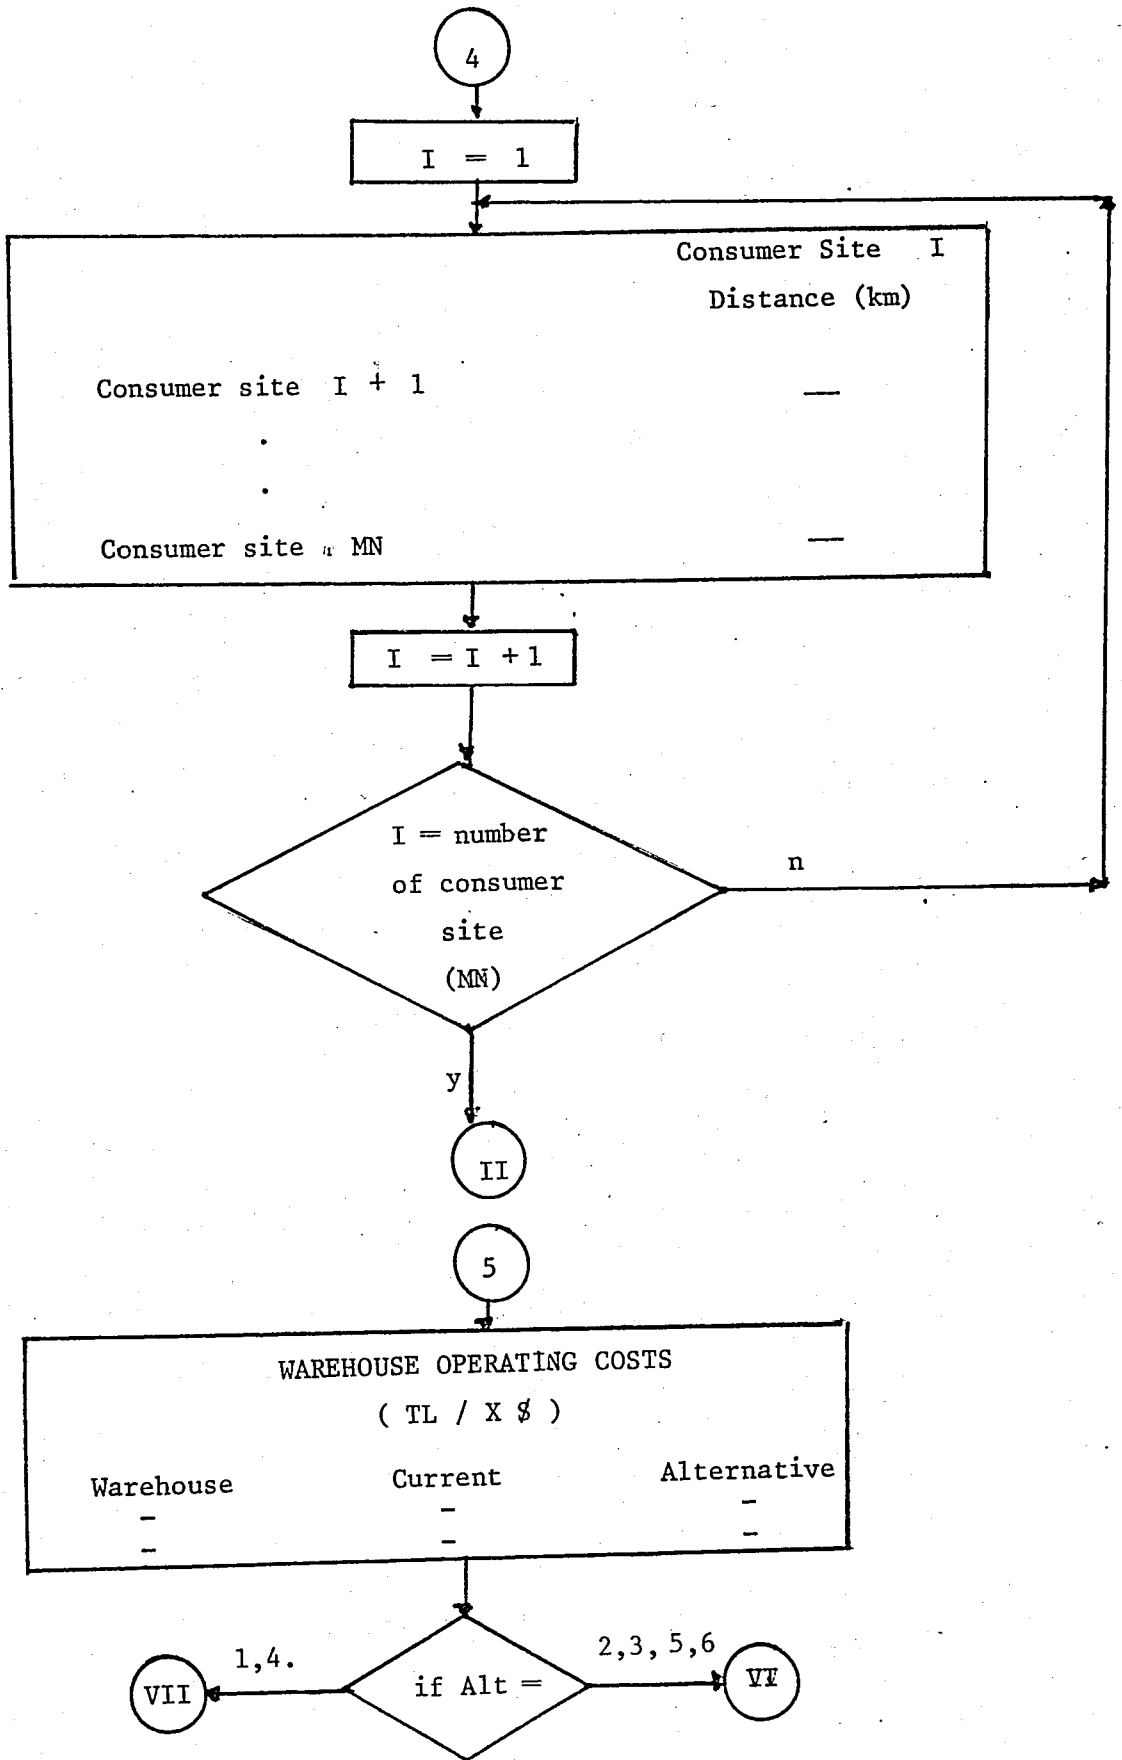 4
I = 1
Consumer Site I
Distance (km)
Consumer site I + 1 —
.
.
Consumer site MN —
I = I + 1
I = number
of consumer
site
(MN)
n
y
II
5
WAREHOUSE OPERATING COSTS
( TL / X $ )
Warehouse Current Alternative
– – –
– – –
1,4. 2,3, 5,6
VII if Alt = VI